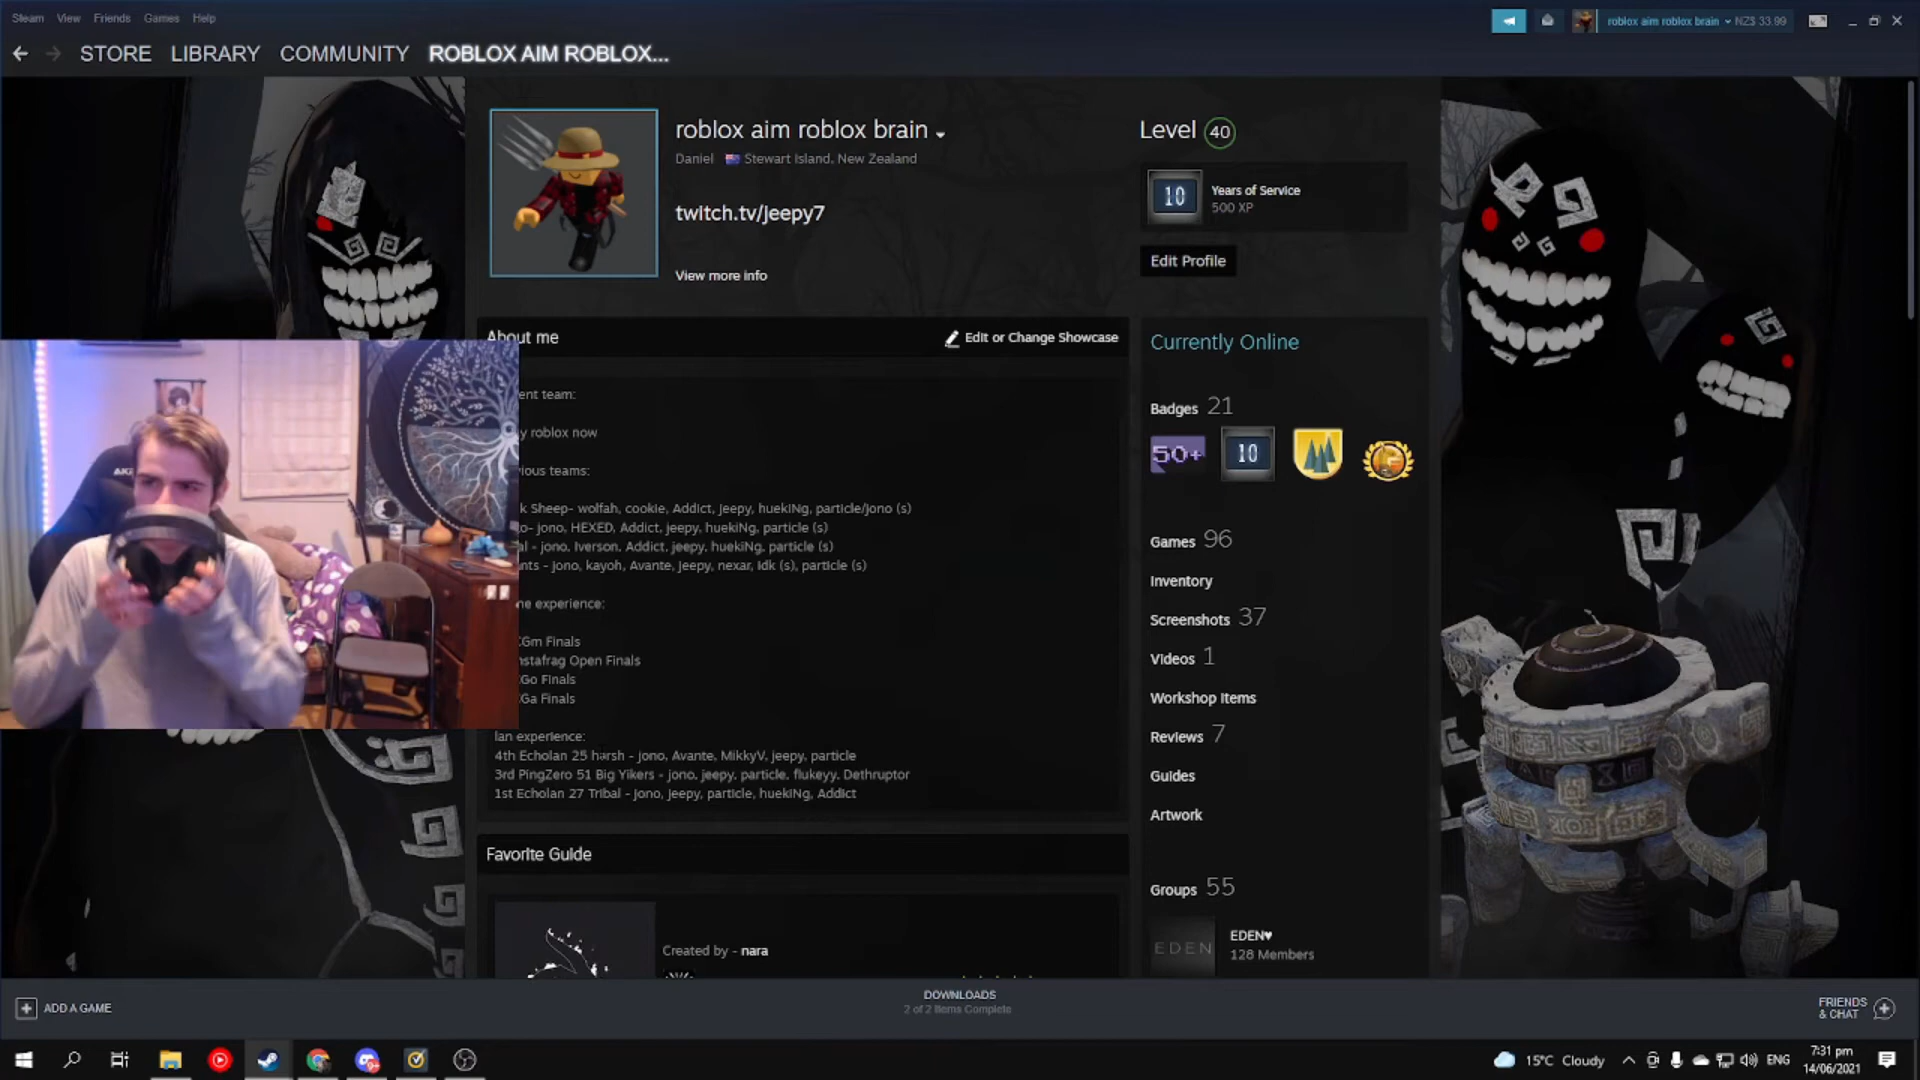 Steam View Friends Games Help
roblox aim roblox brain NZ$ 33.99
STORE LIBRARY COMMUNITY ROBLOX AIM ROBLOX...
roblox aim roblox brain
Daniel Stewart Island, New Zealand
twitch.tv/jeepy7
View more info
Level 40
10 Years of Service
500 XP
Edit Profile
About me
Edit or Change Showcase
ent team:
y roblox now
ious teams:
k Sheep- wolfah, cookie, Addict, jeepy, huekiNg, particle/jono (s)
o- jono, HEXED, Addict, jeepy, huekiNg, particle (s)
al - jono, Iverson, Addict, jeepy, huekiNg, particle (s)
nts - jono, kayoh, Avante, jeepy, nexar, ldk (s), particle (s)
ne experience:
Gm Finals
nstafrag Open Finals
Go Finals
Ga Finals
lan experience:
4th Echolan 25 harsh - jono, Avante, MikkyV, jeepy, particle
3rd PingZero 51 Big Yikers - jono, jeepy, particle, flukeyy, Dethruptor
1st Echolan 27 Tribal - jono, jeepy, particle, huekiNg, Addict
Favorite Guide
Created by - nara
Currently Online
Badges 21
50+ 10
Games 96
Inventory
Screenshots 37
Videos 1
Workshop Items
Reviews 7
Guides
Artwork
Groups 55
EDEN
EDEN♥
128 Members
ADD A GAME
DOWNLOADS
2 of 2 Items Complete
FRIENDS
& CHAT
15°C Cloudy
ENG
7:31 pm
14/06/2021